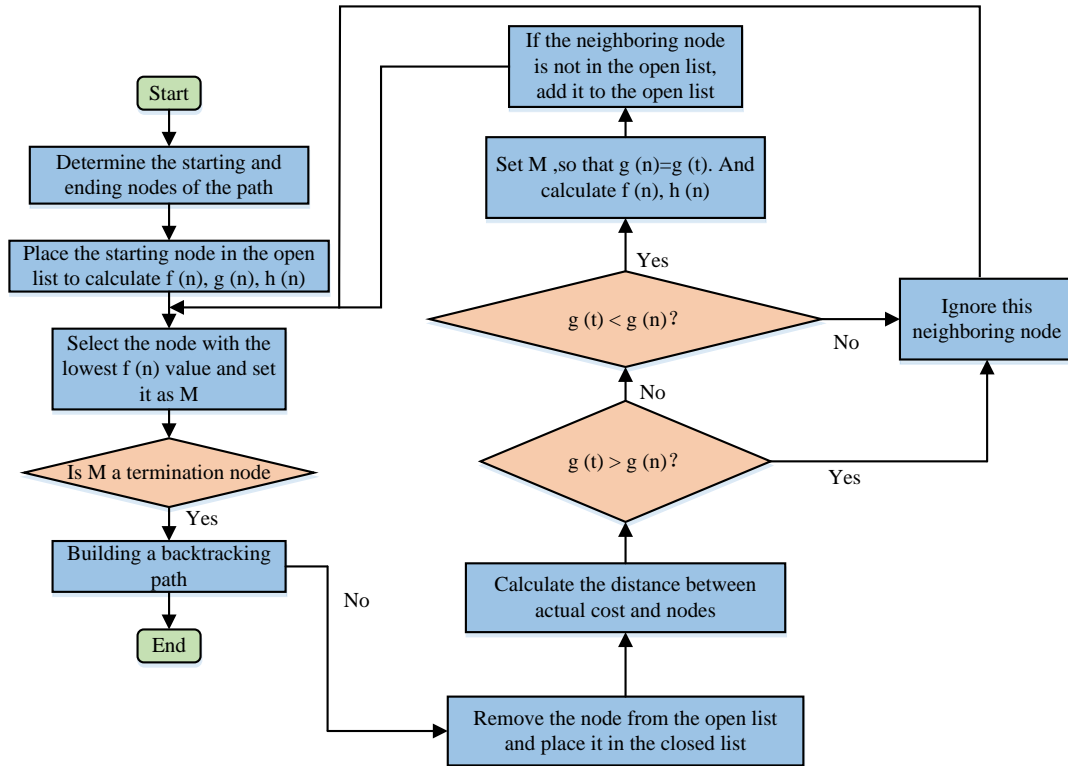 Start
Determine the starting and
ending nodes of the path
Place the starting node in the open
list to calculate f (n), g (n), h (n)
Select the node with the
lowest f (n) value and set
it as M
Is M a termination node
Yes
Building a backtracking
path
No
End
Remove the node from the open list
and place it in the closed list
Calculate the distance between
actual cost and nodes
g (t) > g (n)?
Yes
No
g (t) < g (n)?
No
Yes
Ignore this
neighboring node
Set M ,so that g (n)=g (t). And
calculate f (n), h (n)
If the neighboring node
is not in the open list,
add it to the open list